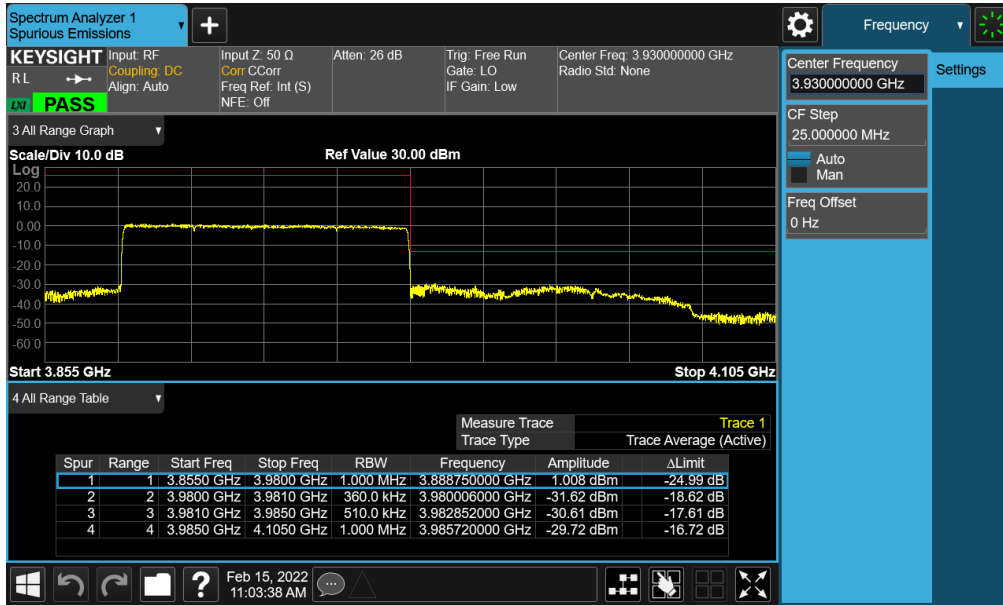 Spectrum Analyzer 1
Spurious Emissions
Frequency
KEYSIGHT
R L
LXI
PASS
Input: RF
Coupling: DC
Align: Auto
Input Z: 50 Ω
Corr CCorr
Freq Ref: Int (S)
NFE: Off
Atten: 26 dB
Trig: Free Run
Gate: LO
IF Gain: Low
Center Freq: 3.930000000 GHz
Radio Std: None
Center Frequency
3.930000000 GHz
Settings
CF Step
25.000000 MHz
Auto
Man
Freq Offset
0 Hz
3 All Range Graph
Scale/Div 10.0 dB
Ref Value 30.00 dBm
Log
20.0
10.0
0.00
-10.0
-20.0
-30.0
-40.0
-50.0
-60.0
Start 3.855 GHz
Stop 4.105 GHz
4 All Range Table
Measure Trace Trace 1
Trace Type Trace Average (Active)
Spur Range Start Freq Stop Freq RBW Frequency Amplitude ΔLimit
1 1 3.8550 GHz 3.9800 GHz 1.000 MHz 3.888750000 GHz 1.008 dBm -24.99 dB
2 2 3.9800 GHz 3.9810 GHz 360.0 kHz 3.980006000 GHz -31.62 dBm -18.62 dB
3 3 3.9810 GHz 3.9850 GHz 510.0 kHz 3.982852000 GHz -30.61 dBm -17.61 dB
4 4 3.9850 GHz 4.1050 GHz 1.000 MHz 3.985720000 GHz -29.72 dBm -16.72 dB
Feb 15, 2022
11:03:38 AM